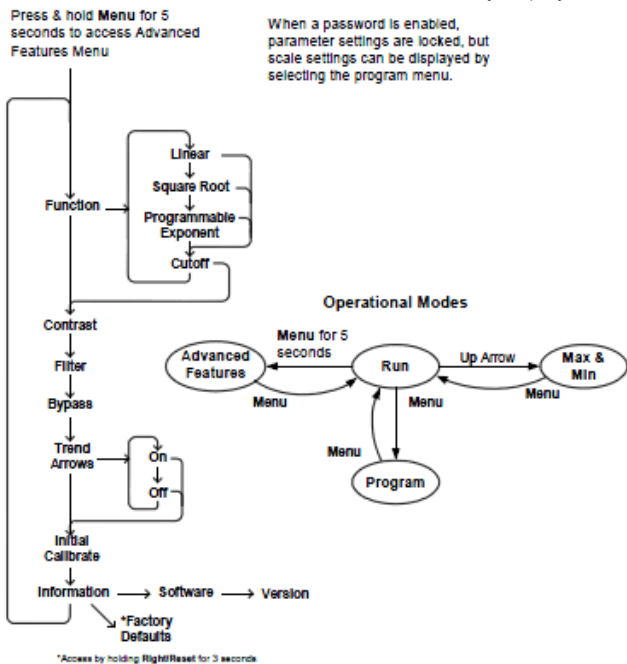 Press & hold Menu for 5
seconds to access Advanced
Features Menu
When a password is enabled,
parameter settings are locked, but
scale settings can be displayed by
selecting the program menu.
Function
Linear
Square Root
Programmable
Exponent
Cutoff
Contrast
Filter
Bypass
Trend
Arrows
On
Off
Initial
Calibrate
Information
Software
Version
*Factory
Defaults
*Access by holding Right/Reset for 3 seconds
Operational Modes
Menu for 5
seconds
Advanced
Features
Run
Up Arrow
Max &
Min
Menu
Menu
Menu
Menu
Program